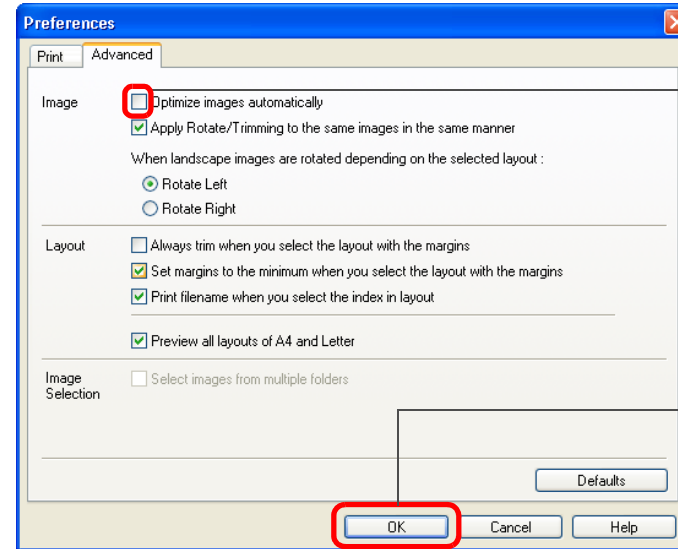 Preferences
Print Advanced
Image Optimize images automatically
Apply Rotate/Trimming to the same images in the same manner
When landscape images are rotated depending on the selected layout :
Rotate Left
Rotate Right
Layout Always trim when you select the layout with the margins
Set margins to the minimum when you select the layout with the margins
Print filename when you select the index in layout
Preview all layouts of A4 and Letter
Image Selection Select images from multiple folders
Defaults
OK Cancel Help